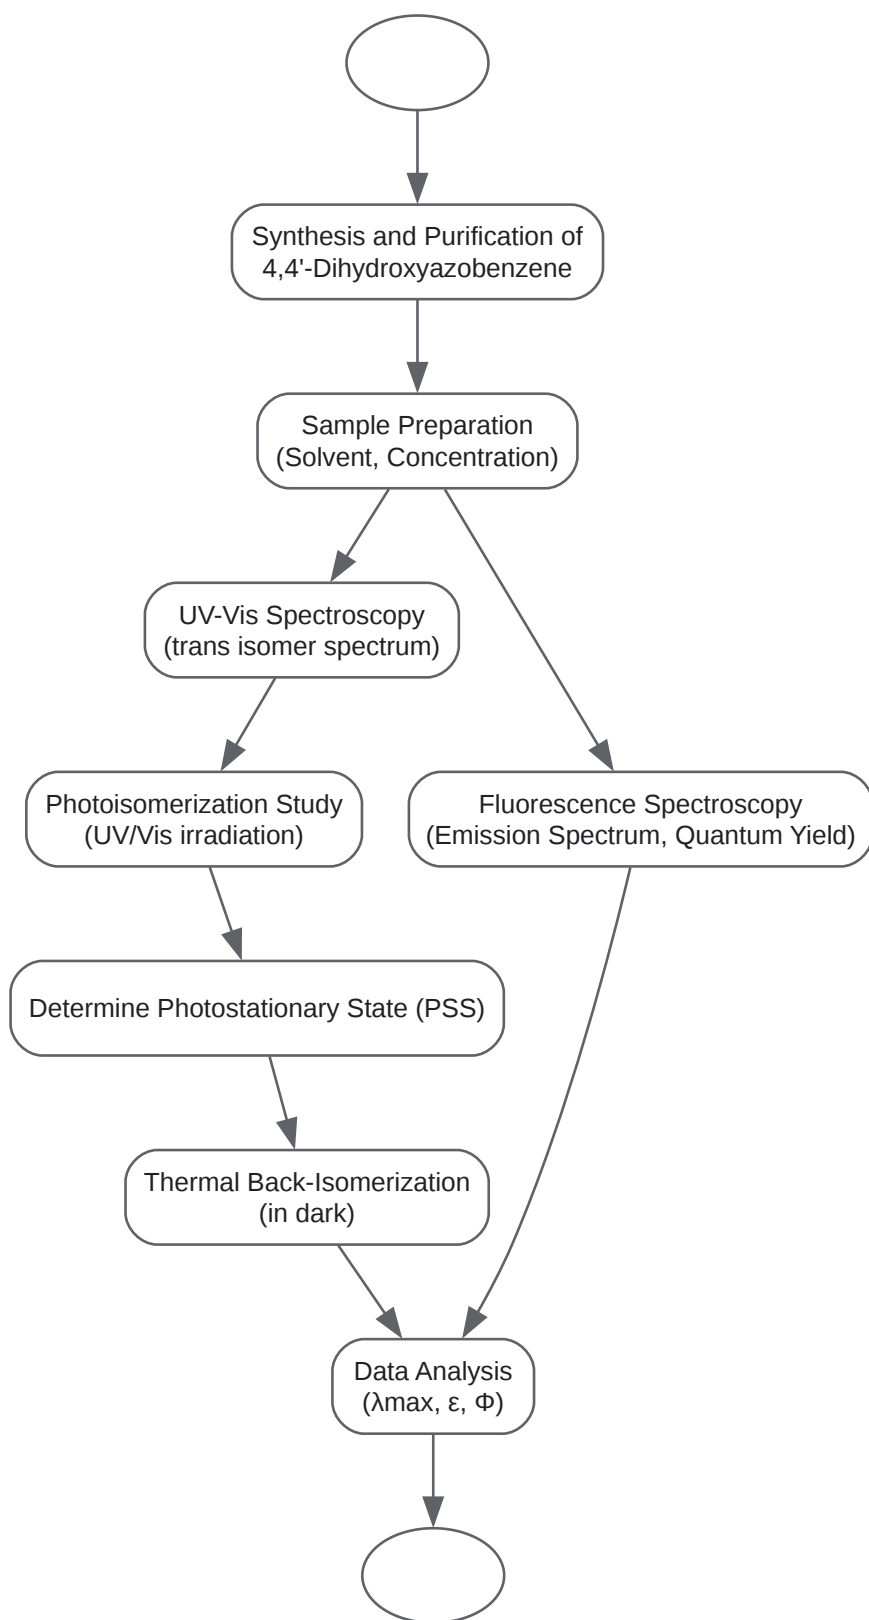 Synthesis and Purification of
4,4'-Dihydroxyazobenzene
Sample Preparation
(Solvent, Concentration)
UV-Vis Spectroscopy
(trans isomer spectrum)
Photoisomerization Study
(UV/Vis irradiation)
Fluorescence Spectroscopy
(Emission Spectrum, Quantum Yield)
Determine Photostationary State (PSS)
Thermal Back-Isomerization
(in dark)
Data Analysis
(λmax, ε, Φ)